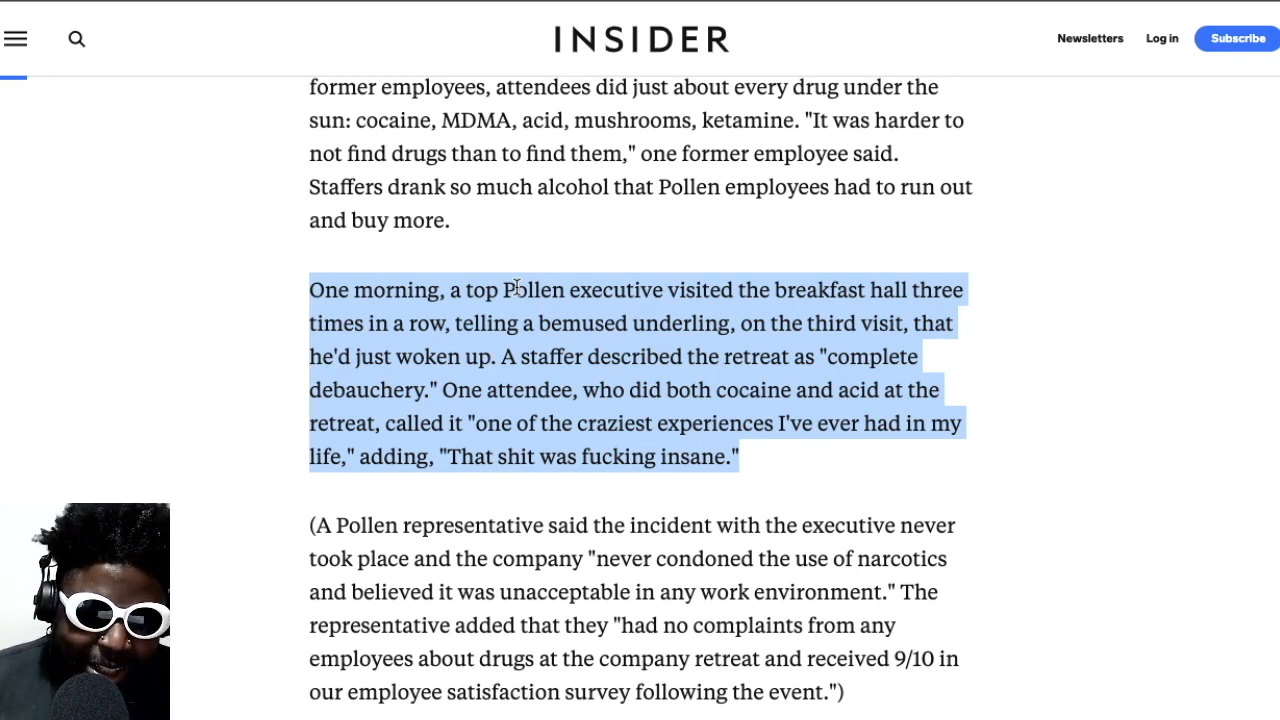 INSIDER
Newsletters
Log in
Subscribe
former employees, attendees did just about every drug under the
sun: cocaine, MDMA, acid, mushrooms, ketamine. "It was harder to
not find drugs than to find them," one former employee said.
Staffers drank so much alcohol that Pollen employees had to run out
and buy more.
One morning, a top Pollen executive visited the breakfast hall three
times in a row, telling a bemused underling, on the third visit, that
he'd just woken up. A staffer described the retreat as "complete
debauchery." One attendee, who did both cocaine and acid at the
retreat, called it "one of the craziest experiences I've ever had in my
life," adding, "That shit was fucking insane."
(A Pollen representative said the incident with the executive never
took place and the company "never condoned the use of narcotics
and believed it was unacceptable in any work environment." The
representative added that they "had no complaints from any
employees about drugs at the company retreat and received 9/10 in
our employee satisfaction survey following the event.")